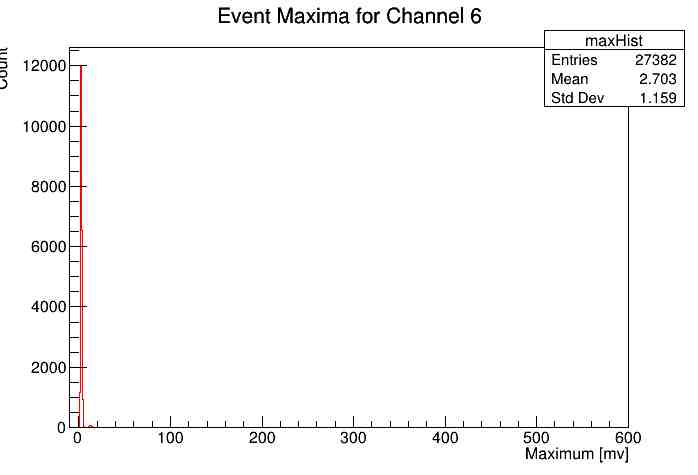 Event Maxima for Channel 6
maxHist
Entries 27382
Mean 2.703
Std Dev 1.159
Count
12000
10000
8000
6000
4000
2000
0
0 100 200 300 400 500 600
Maximum [mv]